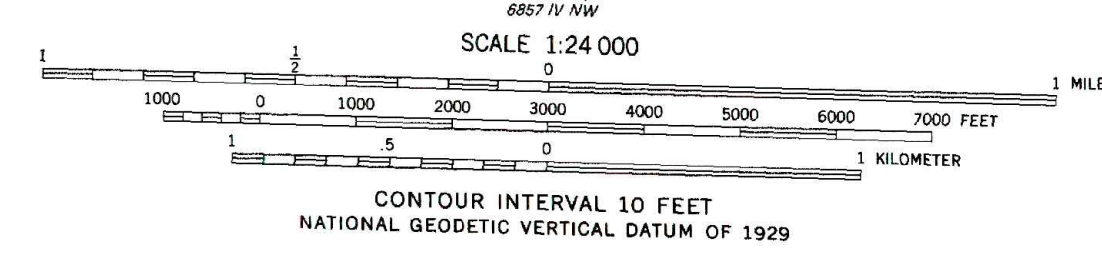 6857 IV NW
SCALE 1:24 000
1 1/2 0 1 MILE
1000 0 1000 2000 3000 4000 5000 6000 7000 FEET
1 .5 0 1 KILOMETER
CONTOUR INTERVAL 10 FEET
NATIONAL GEODETIC VERTICAL DATUM OF 1929